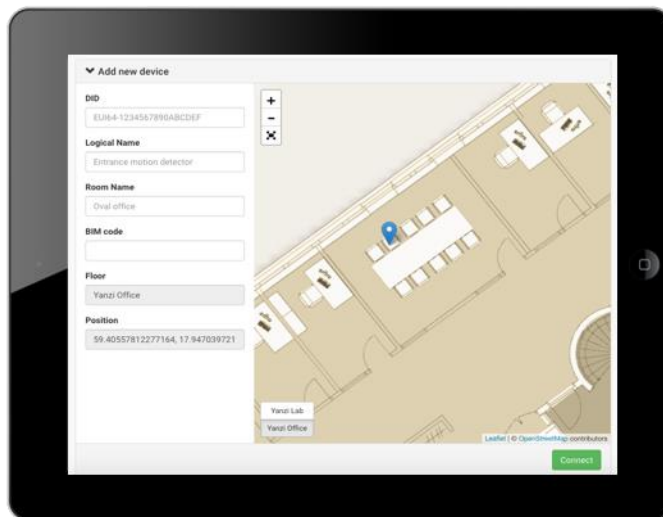 Add new device
DID
EUI64-1234567890ABCDEF
Logical Name
Entrance motion detector
Room Name
Oval office
BIM code
Floor
Yanzi Office
Position
59.40557812277164, 17.947039721
+
-
Yanzi Lab
Yanzi Office
Leaflet | © OpenStreetMap contributors
Connect